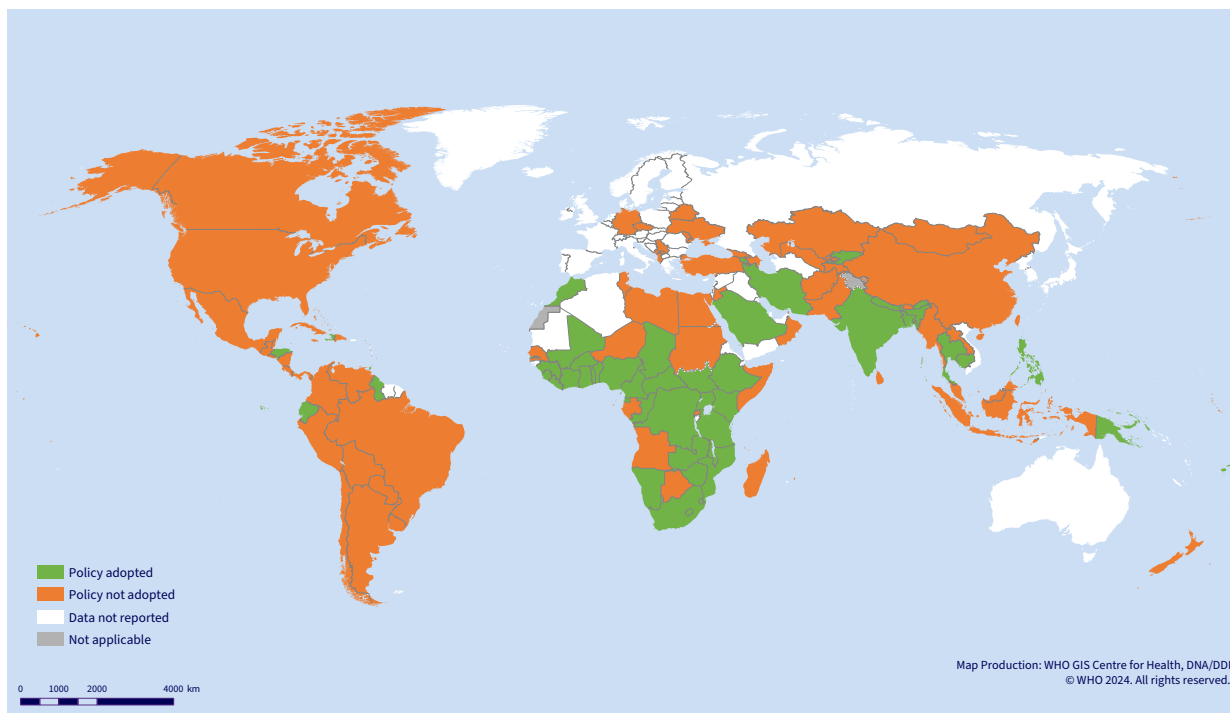 Policy adopted
Policy not adopted
Data not reported
Not applicable
0 1000 2000 4000 km
Map Production: WHO GIS Centre for Health, DNA/DDI
© WHO 2024. All rights reserved.